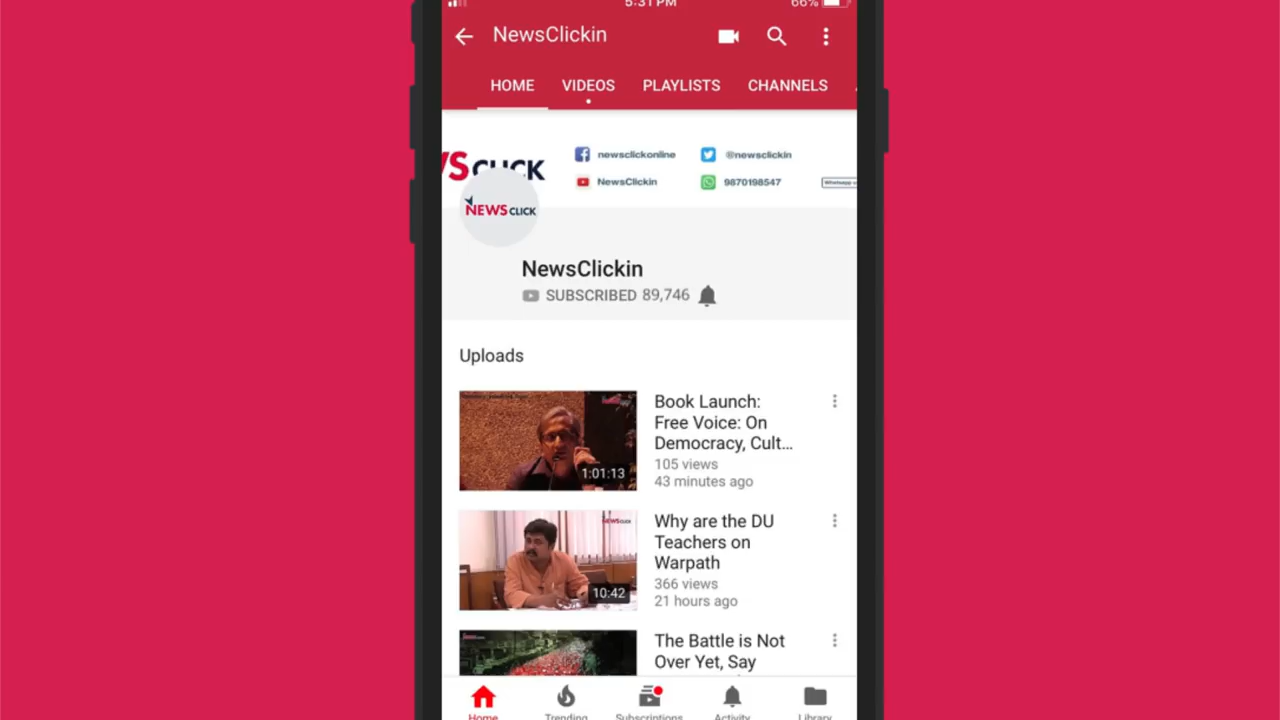 5:31 PM
66%
NewsClickin
HOME VIDEOS PLAYLISTS CHANNELS
WS CLICK
newsclickonline
@newsclickin
NewsClickin
9870198547
NEWS CLICK
NewsClickin
SUBSCRIBED 89,746
Uploads
Book Launch:
Free Voice: On
Democracy, Cult...
105 views
43 minutes ago
1:01:13
NEWSCLICK
Why are the DU
Teachers on
Warpath
366 views
21 hours ago
10:42
The Battle is Not
Over Yet, Say
Home Trending Subscriptions Activity Library